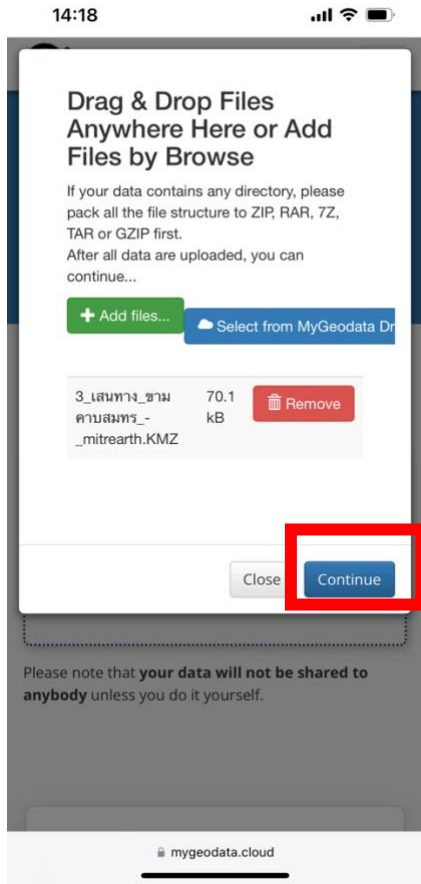 14:18
Drag & Drop Files
Anywhere Here or Add
Files by Browse
If your data contains any directory, please
pack all the file structure to ZIP, RAR, 7Z,
TAR or GZIP first.
After all data are uploaded, you can
continue...
Add files...
Select from MyGeodata Dr
3_เสนทาง_ขาม
คาบสมทร_-
_mitrearth.KMZ
70.1
kB
Remove
Close
Continue
Please note that your data will not be shared to
anybody unless you do it yourself.
mygeodata.cloud